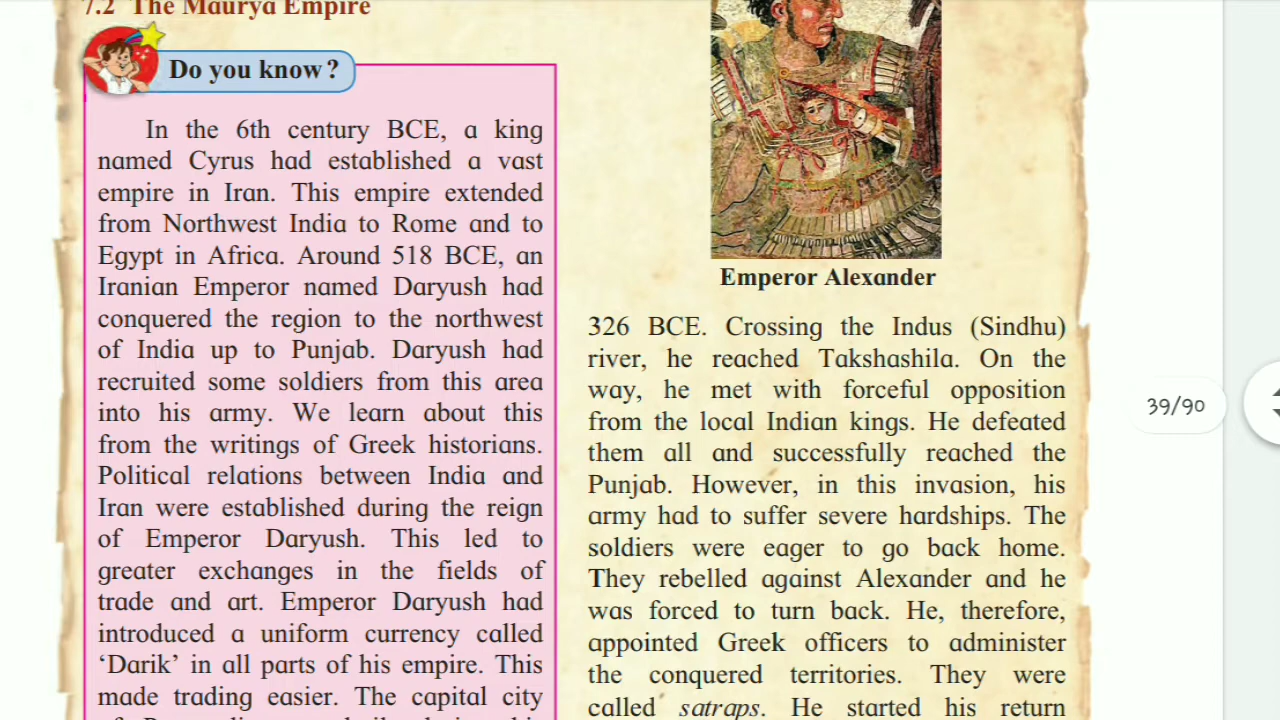 7.2 The Maurya Empire
Do you know?
In the 6th century BCE, a king
named Cyrus had established a vast
empire in Iran. This empire extended
from Northwest India to Rome and to
Egypt in Africa. Around 518 BCE, an
Iranian Emperor named Daryush had
conquered the region to the northwest
of India up to Punjab. Daryush had
recruited some soldiers from this area
into his army. We learn about this
from the writings of Greek historians.
Political relations between India and
Iran were established during the reign
of Emperor Daryush. This led to
greater exchanges in the fields of
trade and art. Emperor Daryush had
introduced a uniform currency called
‘Darik’ in all parts of his empire. This
made trading easier. The capital city
Emperor Alexander
326 BCE. Crossing the Indus (Sindhu)
river, he reached Takshashila. On the
way, he met with forceful opposition
from the local Indian kings. He defeated
them all and successfully reached the
Punjab. However, in this invasion, his
army had to suffer severe hardships. The
soldiers were eager to go back home.
They rebelled against Alexander and he
was forced to turn back. He, therefore,
appointed Greek officers to administer
the conquered territories. They were
called satraps. He started his return
39/90